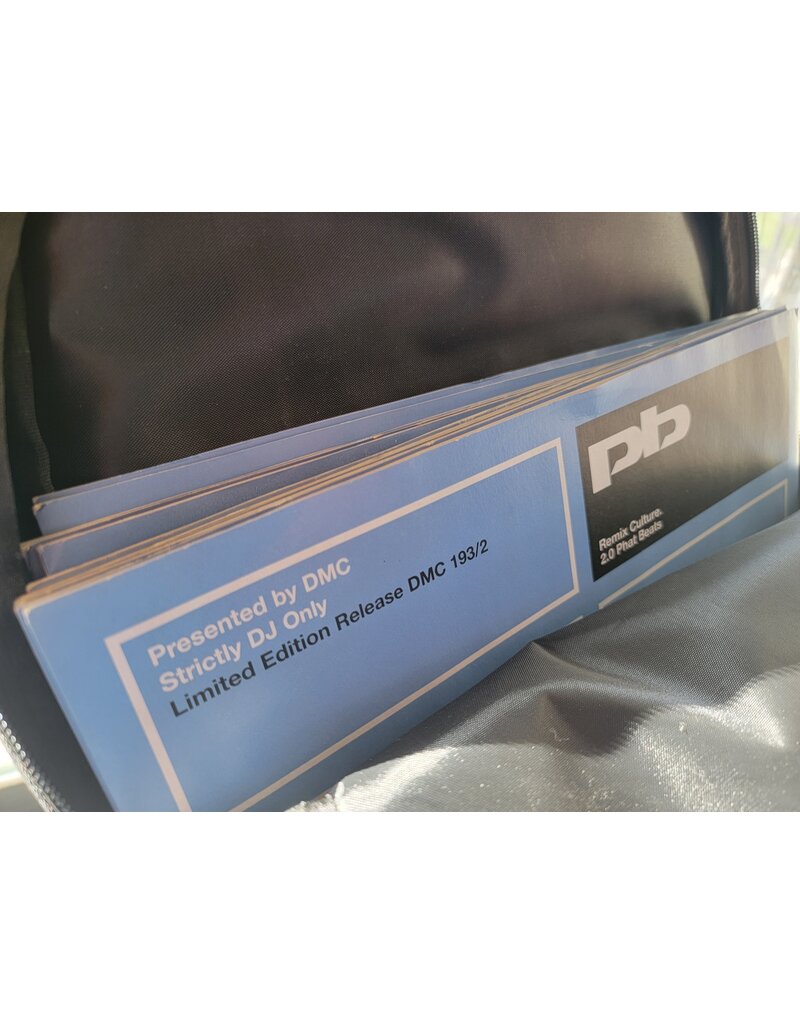 Presented by DMC
Strictly DJ Only
Limited Edition Release DMC 193/2
pb
Remix Culture.
2.0 Phat Beats